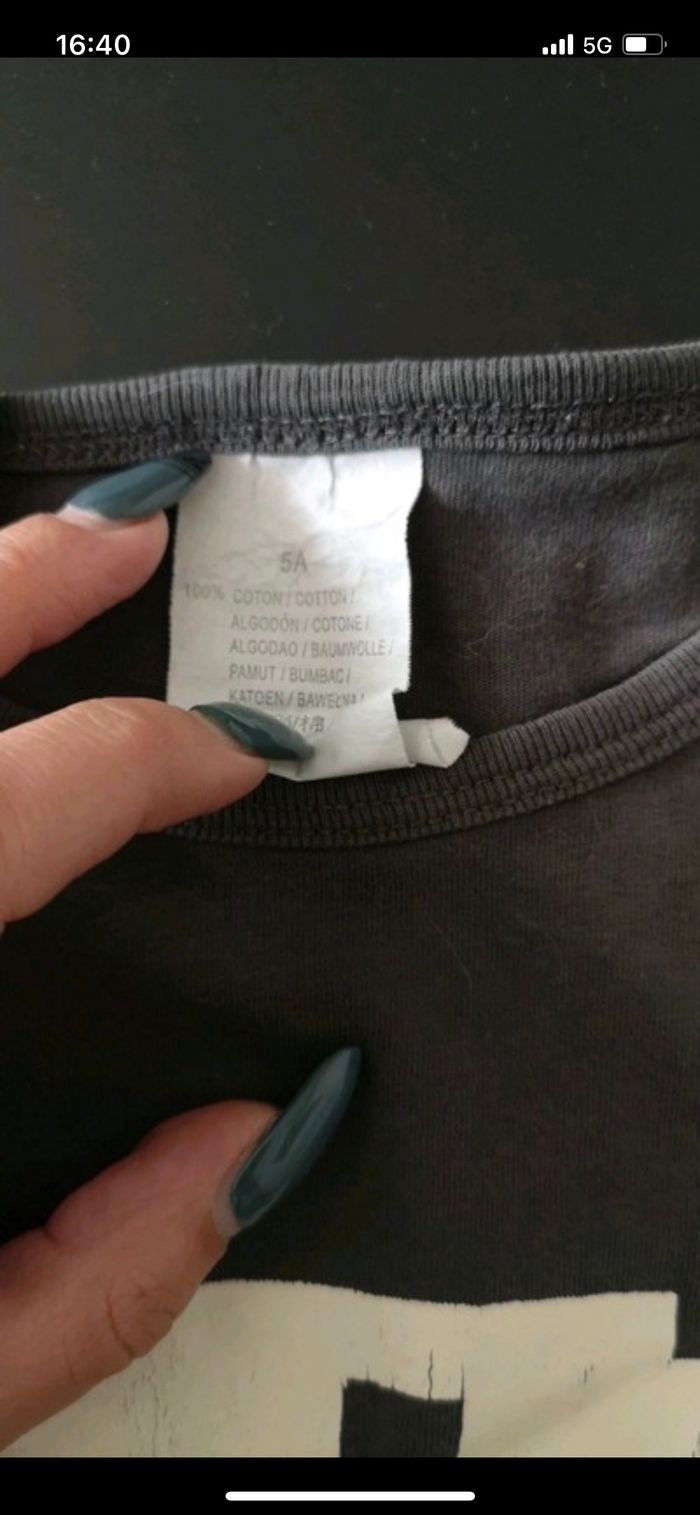 16:40
5G
5A
100% COTON / COTTON /
ALGODÓN / COTONE /
ALGODAO / BAUMWOLLE /
PAMUT / BUMBAC /
KATOEN / BAWEŁNA /